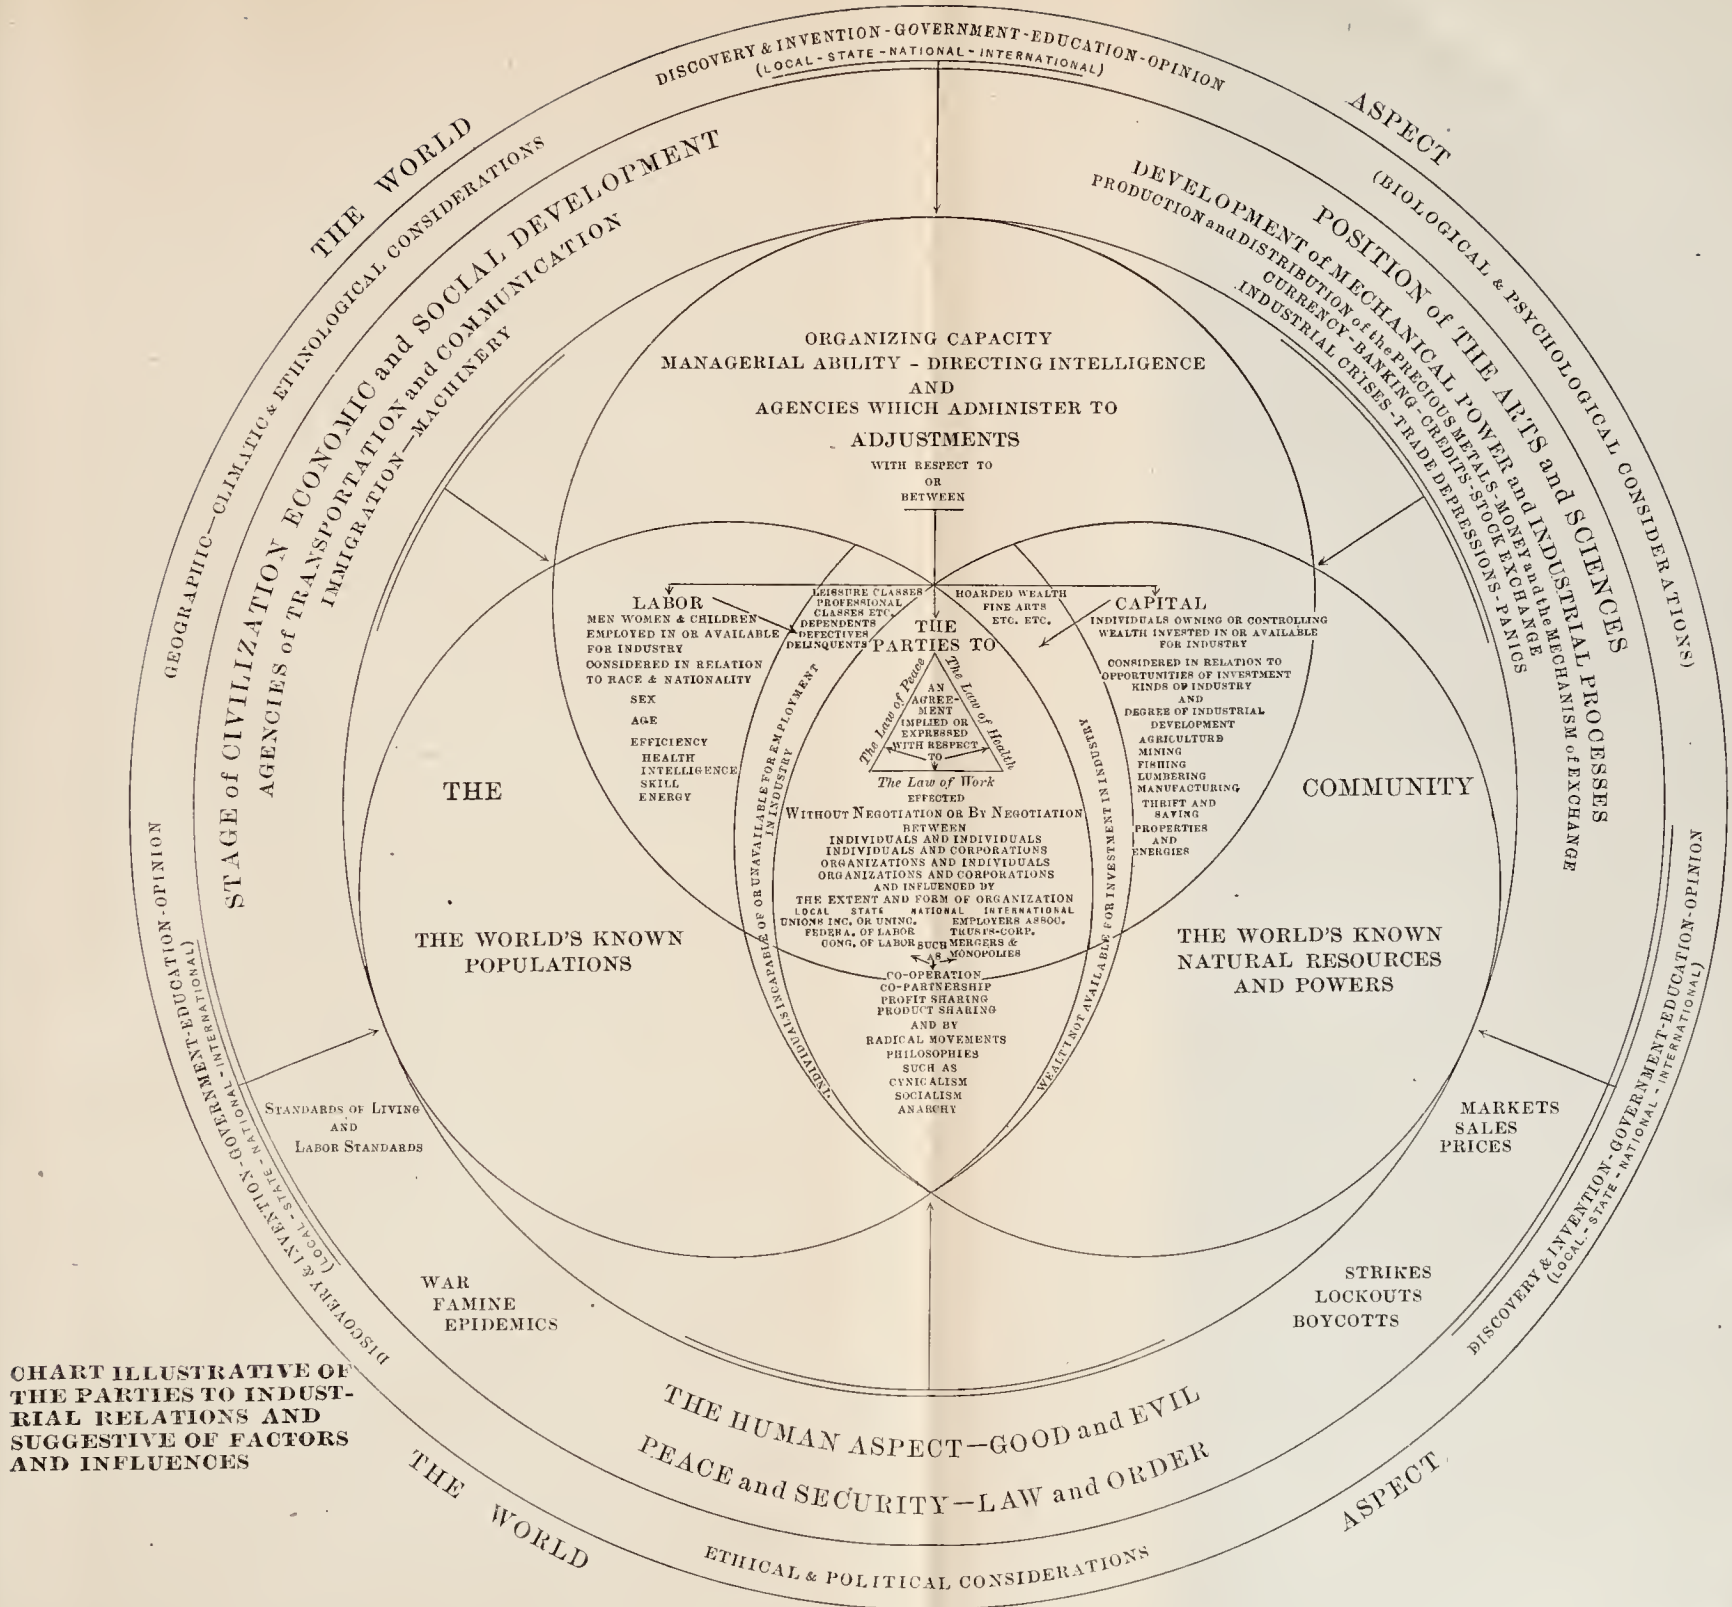 DISCOVERY & INVENTION-GOVERNMENT-EDUCATION-OPINION
(LOCAL-STATE-NATIONAL-INTERNATIONAL)
THE WORLD
ASPECT
GEOGRAPHIC—CLIMATIC & ETHNOLOGICAL CONSIDERATIONS
(BIOLOGICAL & PSYCHOLOGICAL CONSIDERATIONS)
STAGE of CIVILIZATION ECONOMIC and SOCIAL DEVELOPMENT
AGENCIES of TRANSPORTATION and COMMUNICATION
IMMIGRATION—MACHINERY
POSITION of THE ARTS and SCIENCES
DEVELOPMENT of MECHANICAL POWER and INDUSTRIAL PROCESSES
PRODUCTION and DISTRIBUTION of the PRECIOUS METALS-MONEY and the MECHANISM of EXCHANGE
CURRENCY-BANKING-CREDITS-STOCK EXCHANGE
INDUSTRIAL CRISES-TRADE DEPRESSIONS-PANICS
ORGANIZING CAPACITY
MANAGERIAL ABILITY - DIRECTING INTELLIGENCE
AND
AGENCIES WHICH ADMINISTER TO
ADJUSTMENTS
WITH RESPECT TO
OR
BETWEEN
LABOR
MEN WOMEN & CHILDREN
EMPLOYED IN OR AVAILABLE
FOR INDUSTRY
CONSIDERED IN RELATION
TO RACE & NATIONALITY
SEX
AGE
EFFICIENCY
HEALTH
INTELLIGENCE
SKILL
ENERGY
LEISSURE CLASSES
PROFESSIONAL
CLASSES ETC.
DEPENDENTS
DEFECTIVES
DELINQUENTS
HOARDED WEALTH
FINE ARTS
ETC. ETC.
CAPITAL
INDIVIDUALS OWNING OR CONTROLLING
WEALTH INVESTED IN OR AVAILABLE
FOR INDUSTRY
CONSIDERED IN RELATION TO
OPPORTUNITIES OF INVESTMENT
KINDS OF INDUSTRY
AND
DEGREE OF INDUSTRIAL
DEVELOPMENT
AGRICULTURE
MINING
FISHING
LUMBERING
MANUFACTURING
THRIFT AND
SAVING
PROPERTIES
AND
ENERGIES
THE
PARTIES TO
The Law of Peace
The Law of Health
AN
AGREE-
MENT
IMPLIED OR
EXPRESSED
WITH RESPECT
TO
The Law of Work
EFFECTED
WITHOUT NEGOTIATION OR BY NEGOTIATION
BETWEEN
INDIVIDUALS AND INDIVIDUALS
INDIVIDUALS AND CORPORATIONS
ORGANIZATIONS AND INDIVIDUALS
ORGANIZATIONS AND CORPORATIONS
AND INFLUENCED BY
THE EXTENT AND FORM OF ORGANIZATION
LOCAL STATE NATIONAL INTERNATIONAL
UNIONS INC. OR UNINC. EMPLOYERS ASSOC.
FEDERA. OF LABOR TRUSTS-CORP.
CONG. OF LABOR SUCH MERGERS &
AS MONOPOLIES
CO-OPERATION
CO-PARTNERSHIP
PROFIT SHARING
PRODUCT SHARING
AND BY
RADICAL MOVEMENTS
PHILOSOPHIES
SUCH AS
CYNICALISM
SOCIALISM
ANARCHY
INDIVIDUALS INCAPABLE OF OR UNAVAILABLE FOR EMPLOYMENT
IN INDUSTRY
WEALTH NOT AVAILABLE FOR INVESTMENT IN INDUSTRY
THE
COMMUNITY
THE WORLD'S KNOWN
POPULATIONS
THE WORLD'S KNOWN
NATURAL RESOURCES
AND POWERS
STANDARDS OF LIVING
AND
LABOR STANDARDS
MARKETS
SALES
PRICES
WAR
FAMINE
EPIDEMICS
STRIKES
LOCKOUTS
BOYCOTTS
DISCOVERY & INVENTION-GOVERNMENT-EDUCATION-OPINION
(LOCAL-STATE-NATIONAL-INTERNATIONAL)
DISCOVERY & INVENTION-GOVERNMENT-EDUCATION-OPINION
(LOCAL-STATE-NATIONAL-INTERNATIONAL)
THE HUMAN ASPECT—GOOD and EVIL
PEACE and SECURITY—LAW and ORDER
ETHICAL & POLITICAL CONSIDERATIONS
THE WORLD
ASPECT
CHART ILLUSTRATIVE OF
THE PARTIES TO INDUST-
RIAL RELATIONS AND
SUGGESTIVE OF FACTORS
AND INFLUENCES